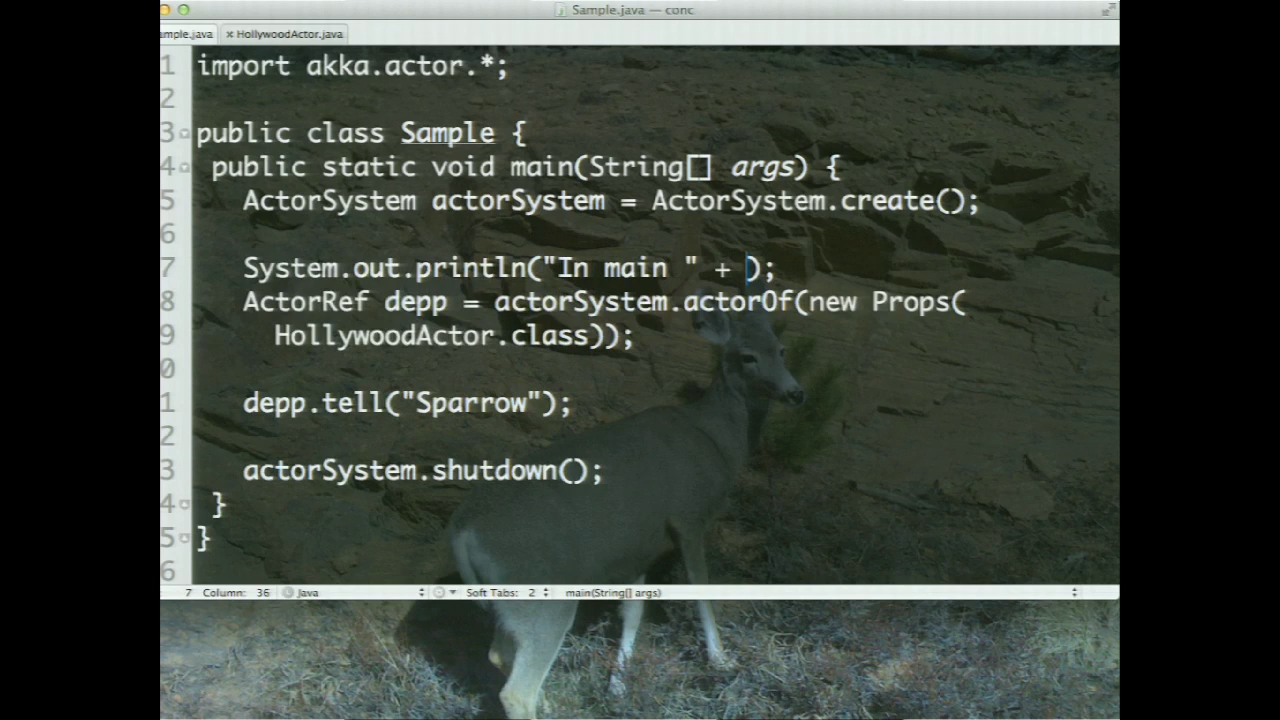 Sample.java — conc
mple.java × HollywoodActor.java
1 import akka.actor.*;
2
3 public class Sample {
4 public static void main(String[] args) {
5 ActorSystem actorSystem = ActorSystem.create();
6
7 System.out.println("In main " + );
8 ActorRef depp = actorSystem.actorOf(new Props(
9 HollywoodActor.class));
0
1 depp.tell("Sparrow");
2
3 actorSystem.shutdown();
4 }
5 }
6
7 Column: 36 Java Soft Tabs: 2 main(String[] args)